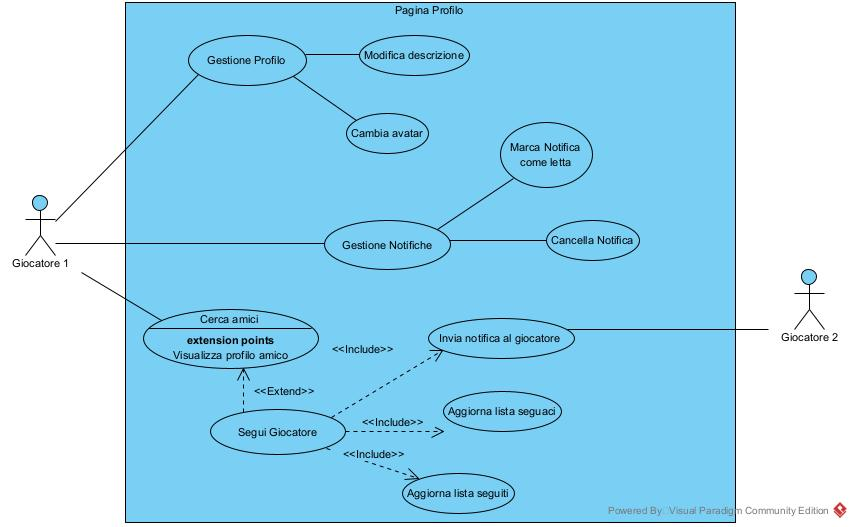 Pagina Profilo
Gestione Profilo
Modifica descrizione
Cambia avatar
Marca Notifica
come letta
Gestione Notifiche
Cancella Notifica
Giocatore 1
Giocatore 2
Cerca amici
extension points
Visualizza profilo amico
<<Include>>
Invia notifica al giocatore
<<Extend>>
Segui Giocatore
<<Include>>
Aggiorna lista seguaci
<<Include>>
Aggiorna lista seguiti
Powered By: Visual Paradigm Community Edition